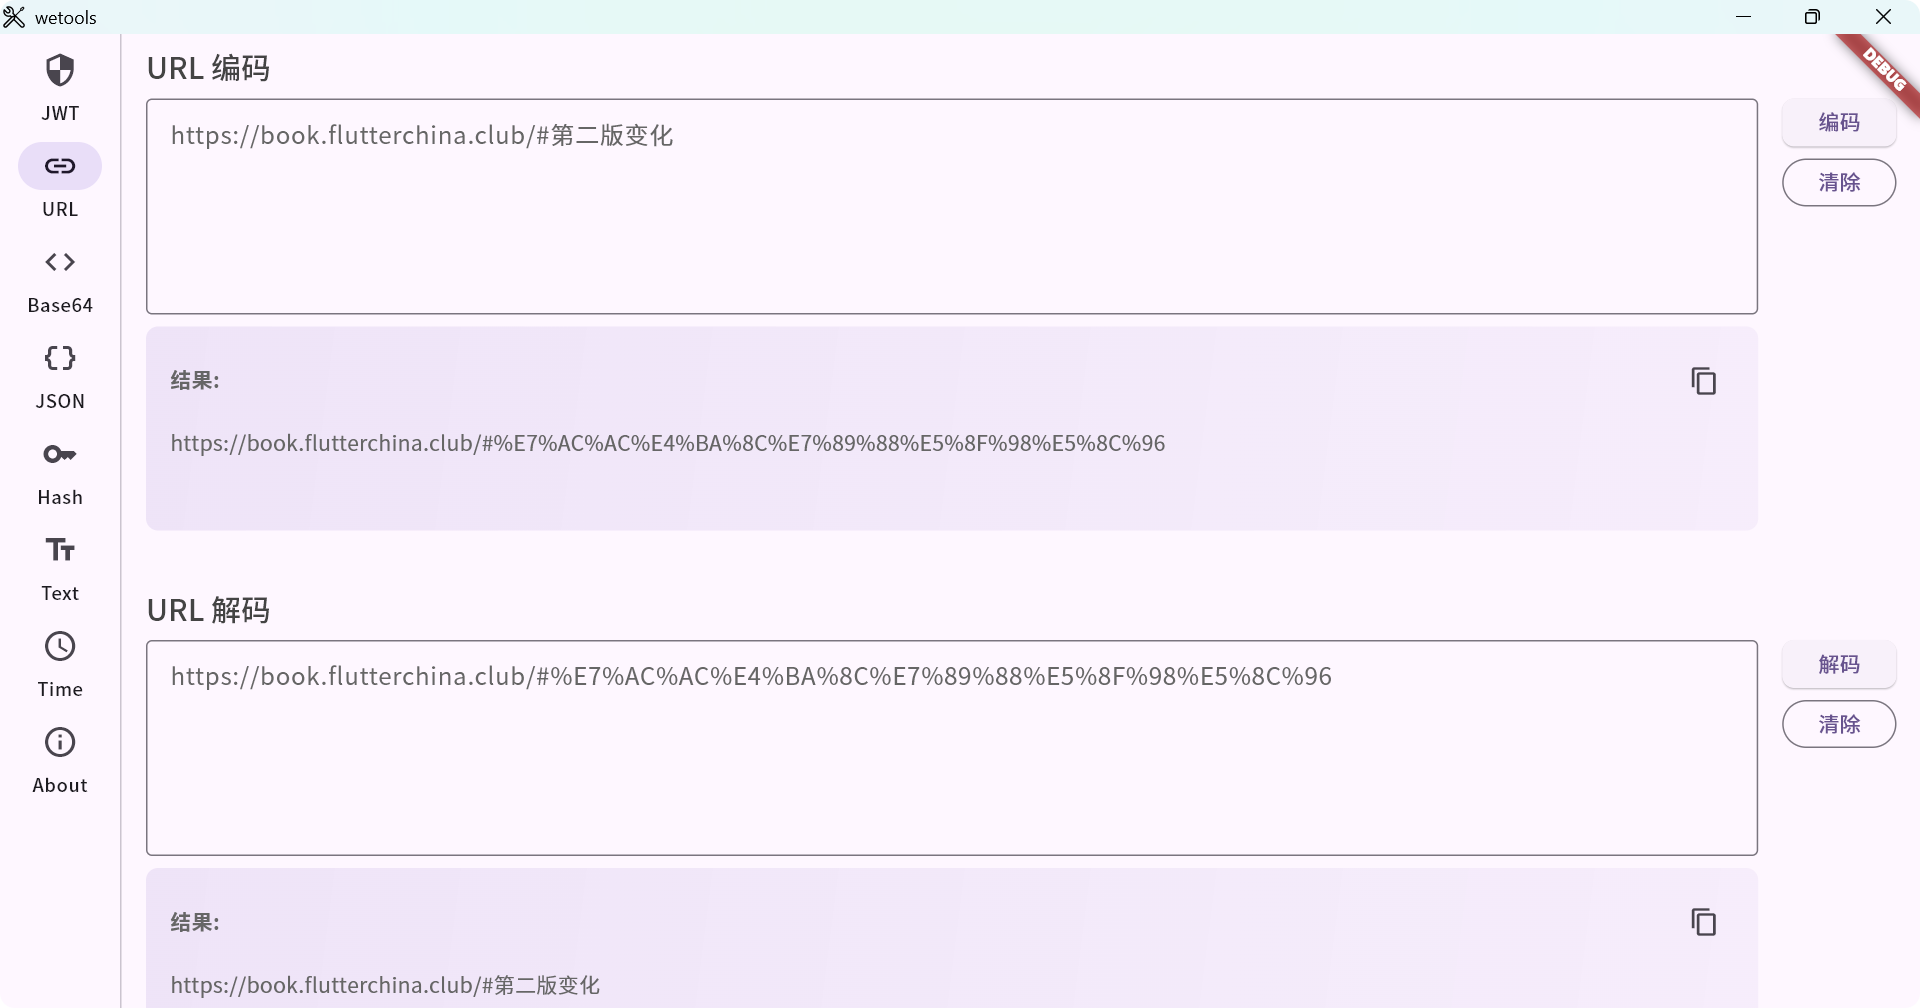 wetools
DEBUG
JWT
URL
Base64
JSON
Hash
Text
Time
About
URL 编码
https://book.flutterchina.club/#第二版变化
编码
清除
结果:
https://book.flutterchina.club/#%E7%AC%AC%E4%BA%8C%E7%89%88%E5%8F%98%E5%8C%96
URL 解码
https://book.flutterchina.club/#%E7%AC%AC%E4%BA%8C%E7%89%88%E5%8F%98%E5%8C%96
解码
清除
结果:
https://book.flutterchina.club/#第二版变化